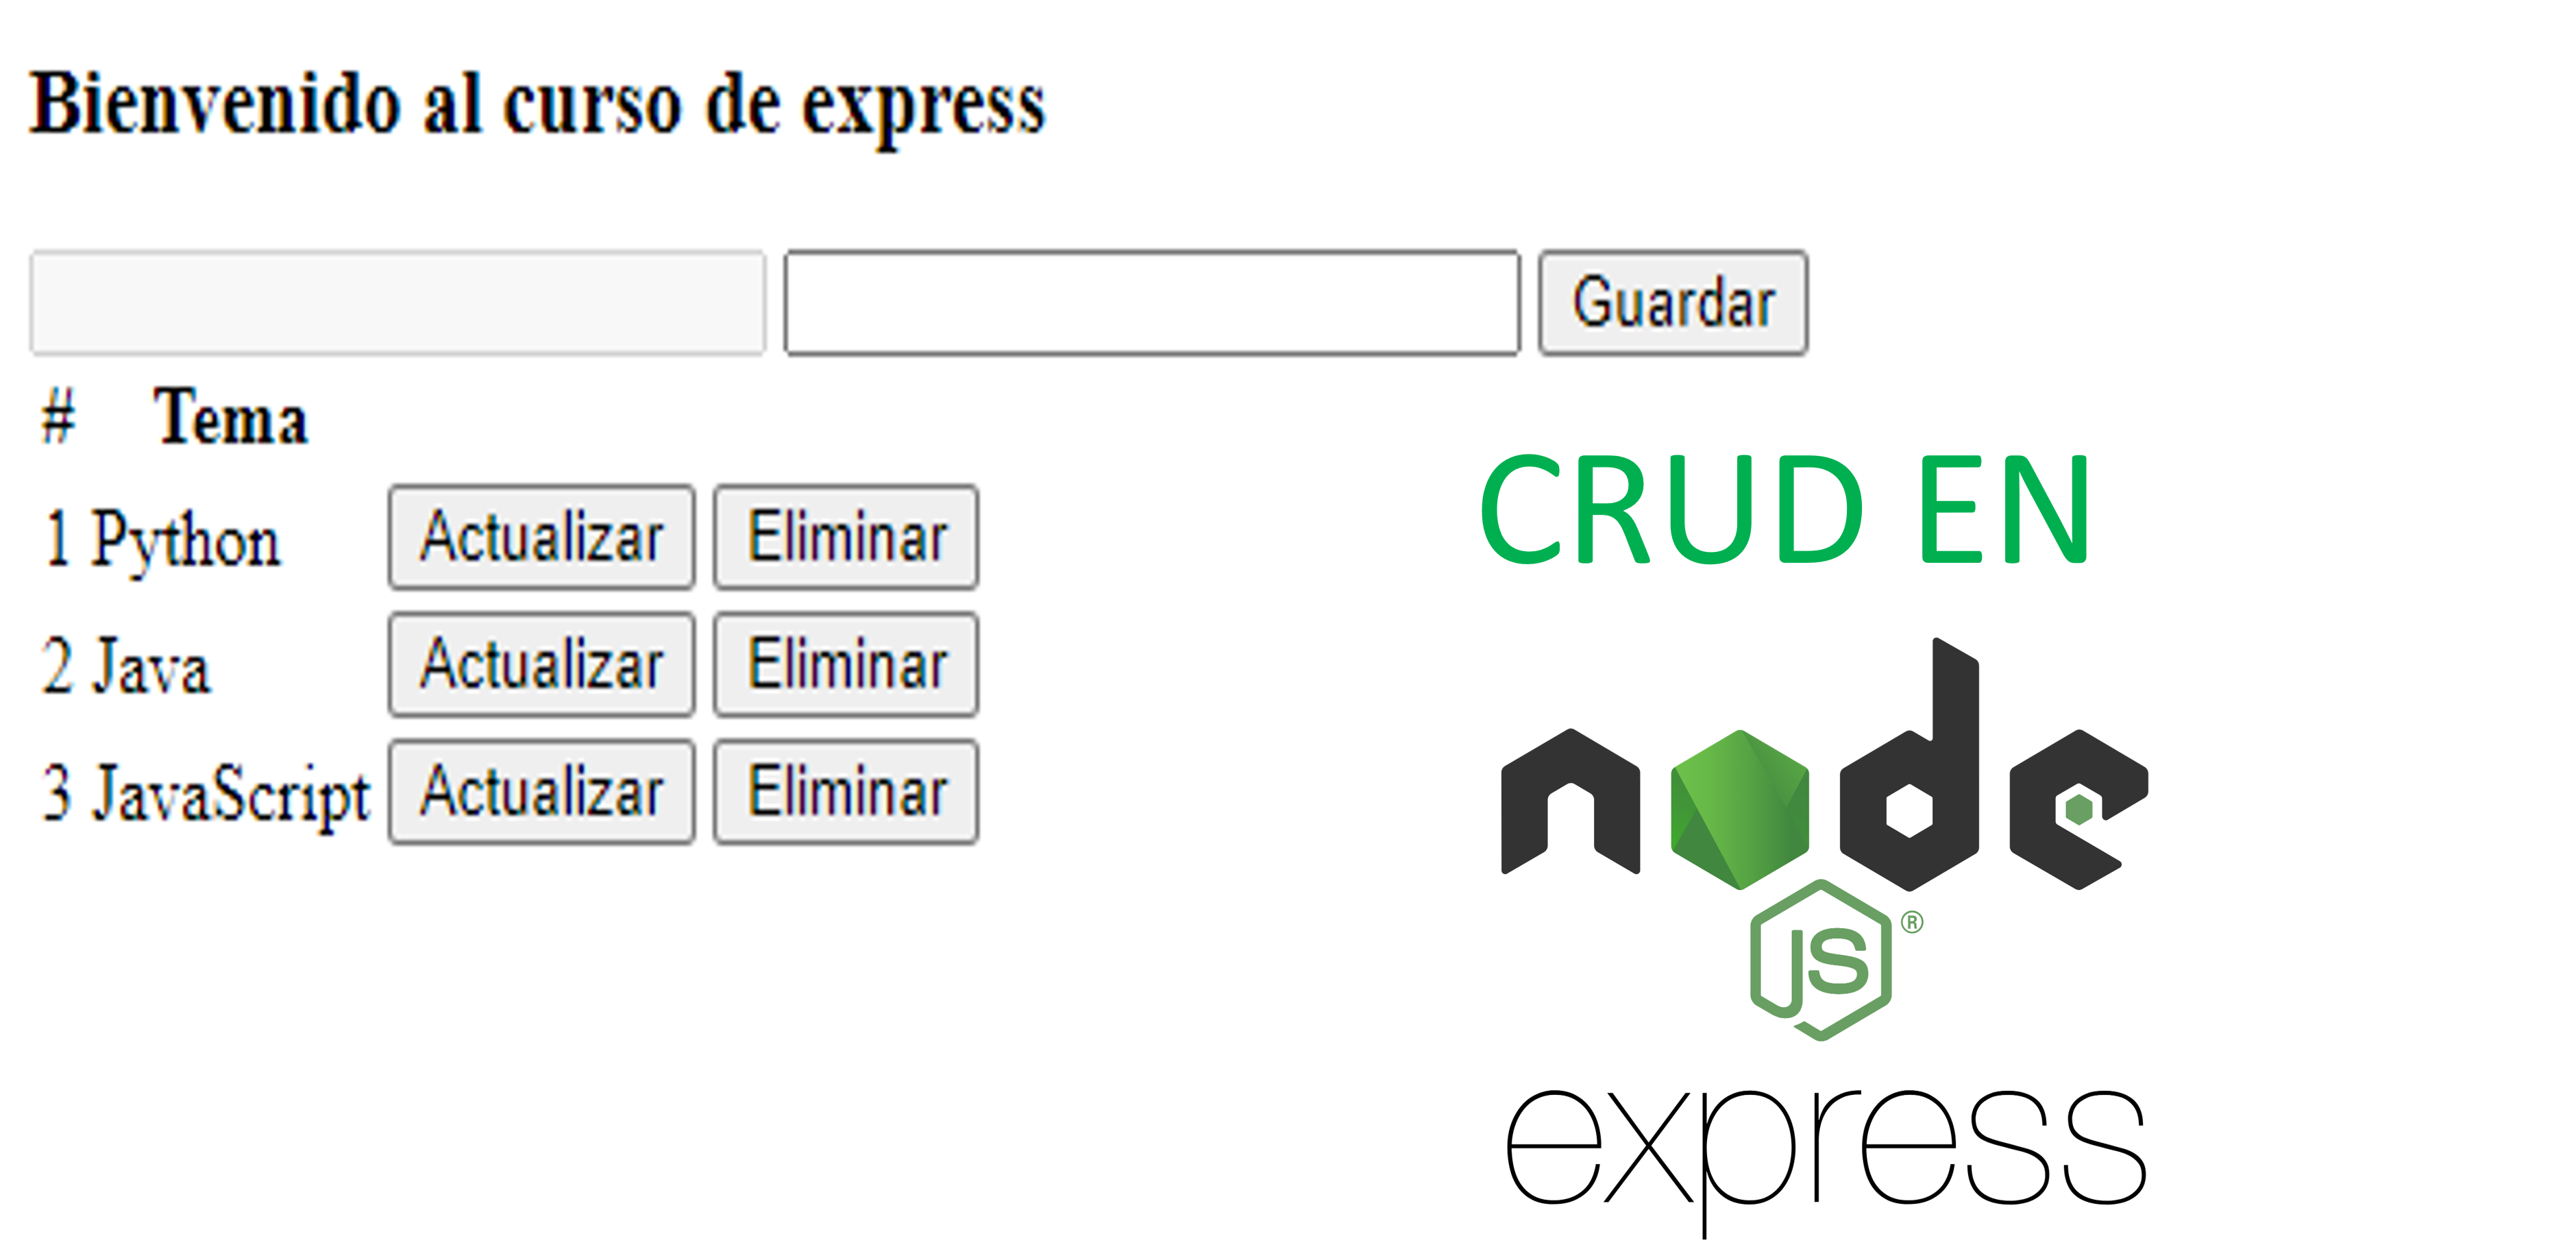 Bienvenido al curso de express
Guardar
# Tema
1 Python Actualizar Eliminar
2 Java Actualizar Eliminar
3 JavaScript Actualizar Eliminar
CRUD EN
node
JS ®
express